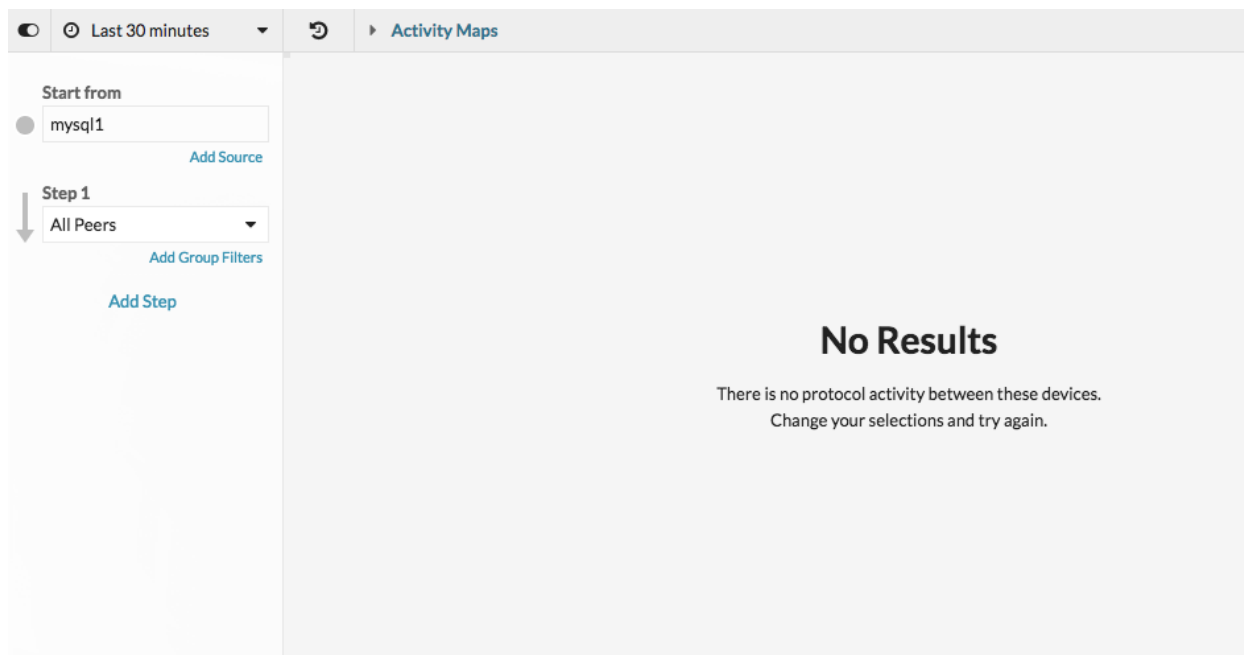 Last 30 minutes
Activity Maps
Start from
mysql1
Add Source
Step 1
All Peers
Add Group Filters
Add Step
No Results
There is no protocol activity between these devices.
Change your selections and try again.